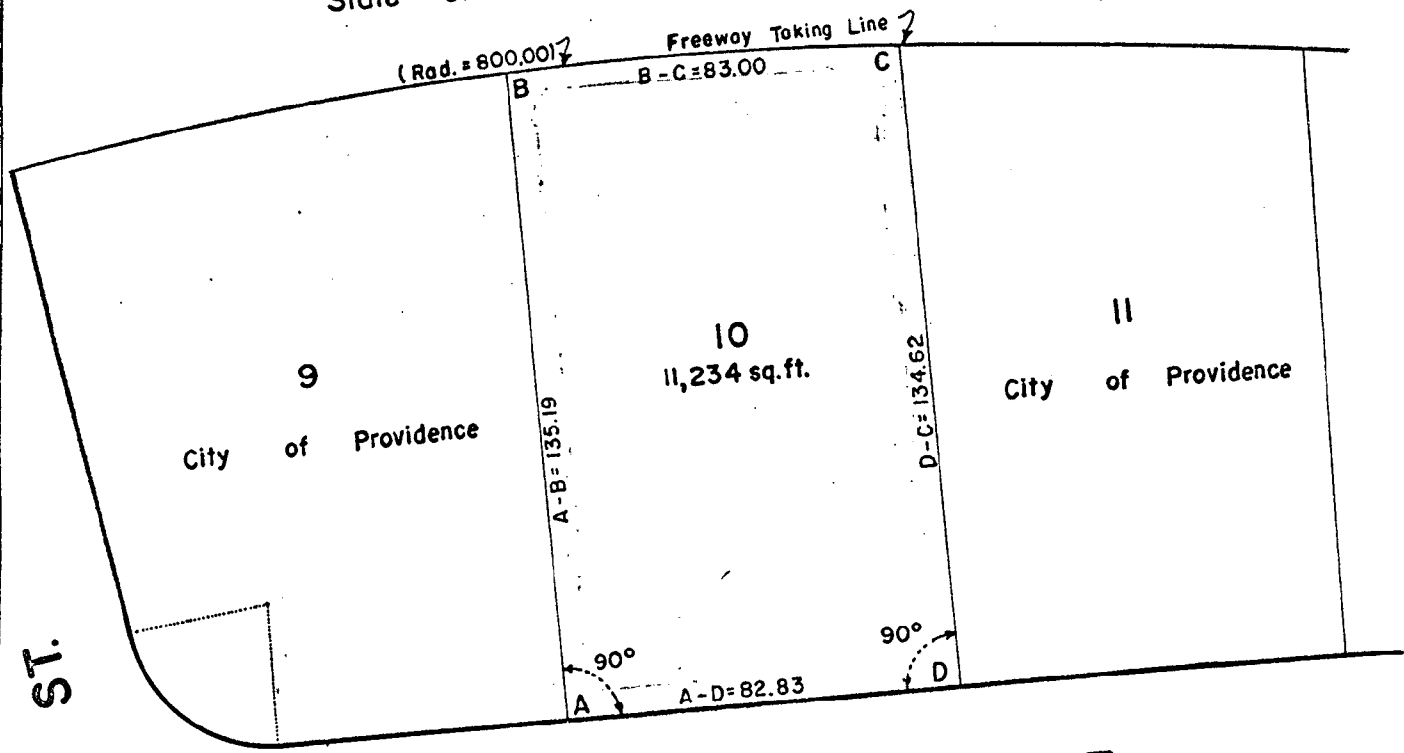 Freeway Taking Line
(Rad. = 800.00)
B
B-C=83.00
C
10
11,234 sq.ft.
9
City of Providence
11
City of Providence
A-B=135.19
D-C=134.62
90°
90°
A
A-D=82.83
D
ST.